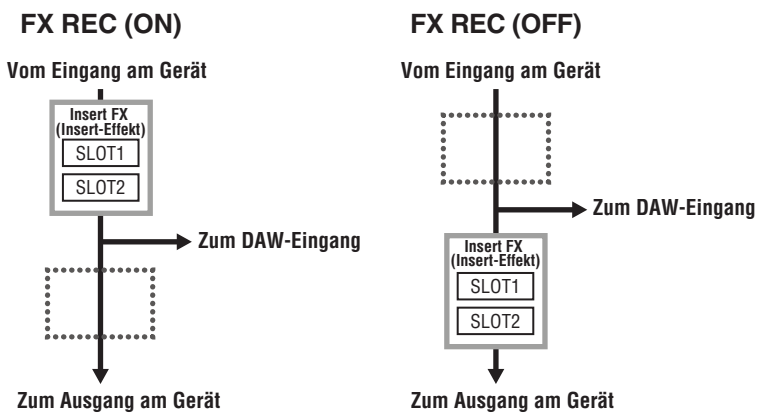 FX REC (ON)
Vom Eingang am Gerät
Insert FX
(Insert-Effekt)
SLOT1
SLOT2
Zum DAW-Eingang
Zum Ausgang am Gerät
FX REC (OFF)
Vom Eingang am Gerät
Zum DAW-Eingang
Insert FX
(Insert-Effekt)
SLOT1
SLOT2
Zum Ausgang am Gerät